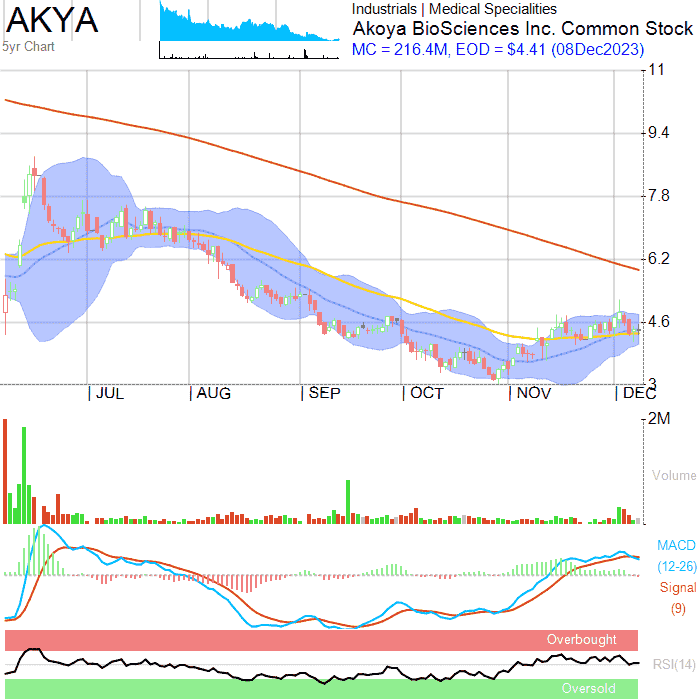 AKYA
5yr Chart
Industrials | Medical Specialities
Akoya BioSciences Inc. Common Stock
MC = 216.4M, EOD = $4.41 (08Dec2023)
11
9.4
7.8
6.2
4.6
3
JUL AUG SEP OCT NOV DEC
2M
Volume
MACD
(12-26)
Signal
(9)
Overbought
RSI(14)
Oversold